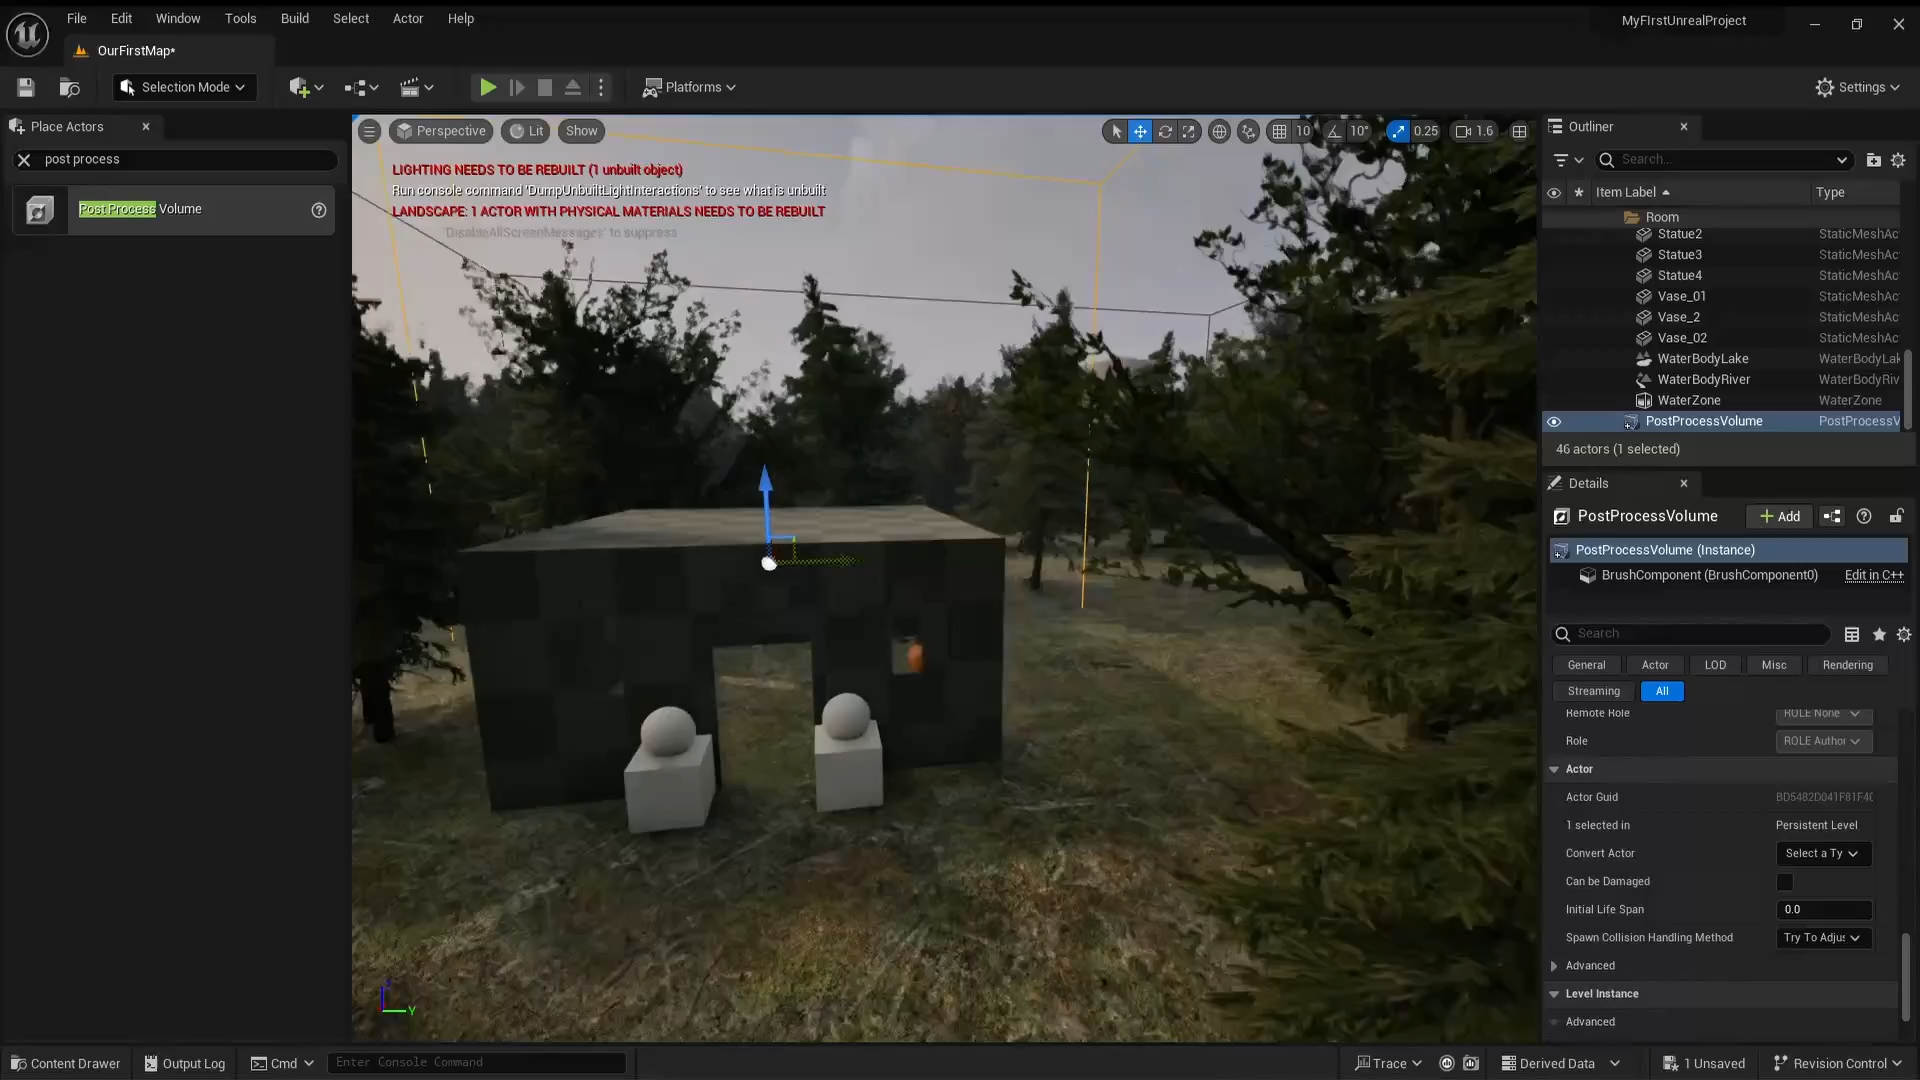 File Edit Window Tools Build Select Actor Help
MyFIrstUnrealProject
OurFirstMap*
Selection Mode
Platforms
Settings
Place Actors
post process
Post Process Volume
Perspective Lit Show
10 10° 0.25 1.6
LIGHTING NEEDS TO BE REBUILT (1 unbuilt object)
Run console command 'DumpUnbuiltLightInteractions' to see what is unbuilt
LANDSCAPE: 1 ACTOR WITH PHYSICAL MATERIALS NEEDS TO BE REBUILT
'DisableAllScreenMessages' to suppress
Y
Outliner
Search...
Item Label Type
Room
Statue2 StaticMeshAc
Statue3 StaticMeshAc
Statue4 StaticMeshAc
Vase_01 StaticMeshAc
Vase_2 StaticMeshAc
Vase_02 StaticMeshAc
WaterBodyLake WaterBodyLak
WaterBodyRiver WaterBodyRiv
WaterZone WaterZone
PostProcessVolume PostProcessV
46 actors (1 selected)
Details
PostProcessVolume Add
PostProcessVolume (Instance)
BrushComponent (BrushComponent0) Edit in C++
Search
General Actor LOD Misc Rendering
Streaming All
Remote Role ROLE None
Role ROLE Author
Actor
Actor Guid BD5482D041F81F4C
1 selected in Persistent Level
Convert Actor Select a Ty
Can be Damaged
Initial Life Span 0.0
Spawn Collision Handling Method Try To Adjus
Advanced
Level Instance
Advanced
Content Drawer Output Log Cmd Enter Console Command
Trace Derived Data 1 Unsaved Revision Control